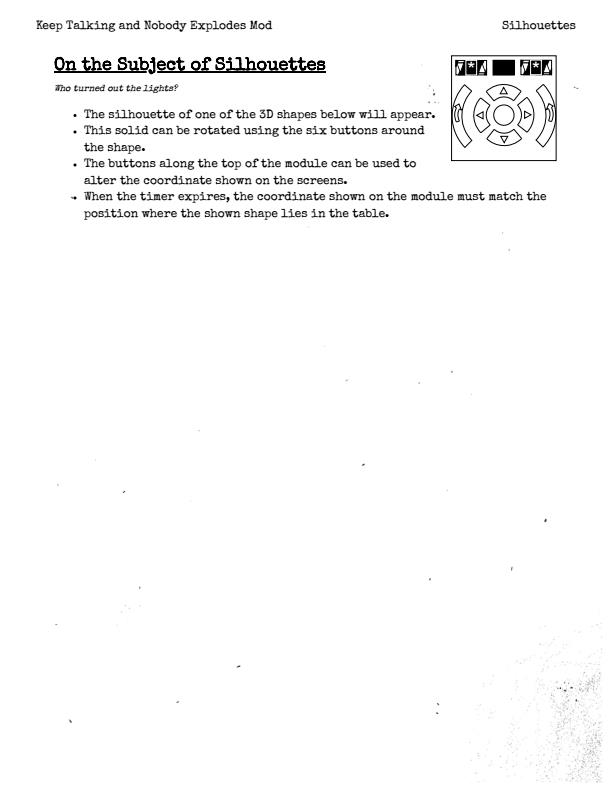 Keep Talking and Nobody Explodes Mod
Silhouettes
On the Subject of Silhouettes
Who turned out the lights?
• The silhouette of one of the 3D shapes below will appear.
• This solid can be rotated using the six buttons around
the shape.
• The buttons along the top of the module can be used to
alter the coordinate shown on the screens.
• When the timer expires, the coordinate shown on the module must match the
position where the shown shape lies in the table.